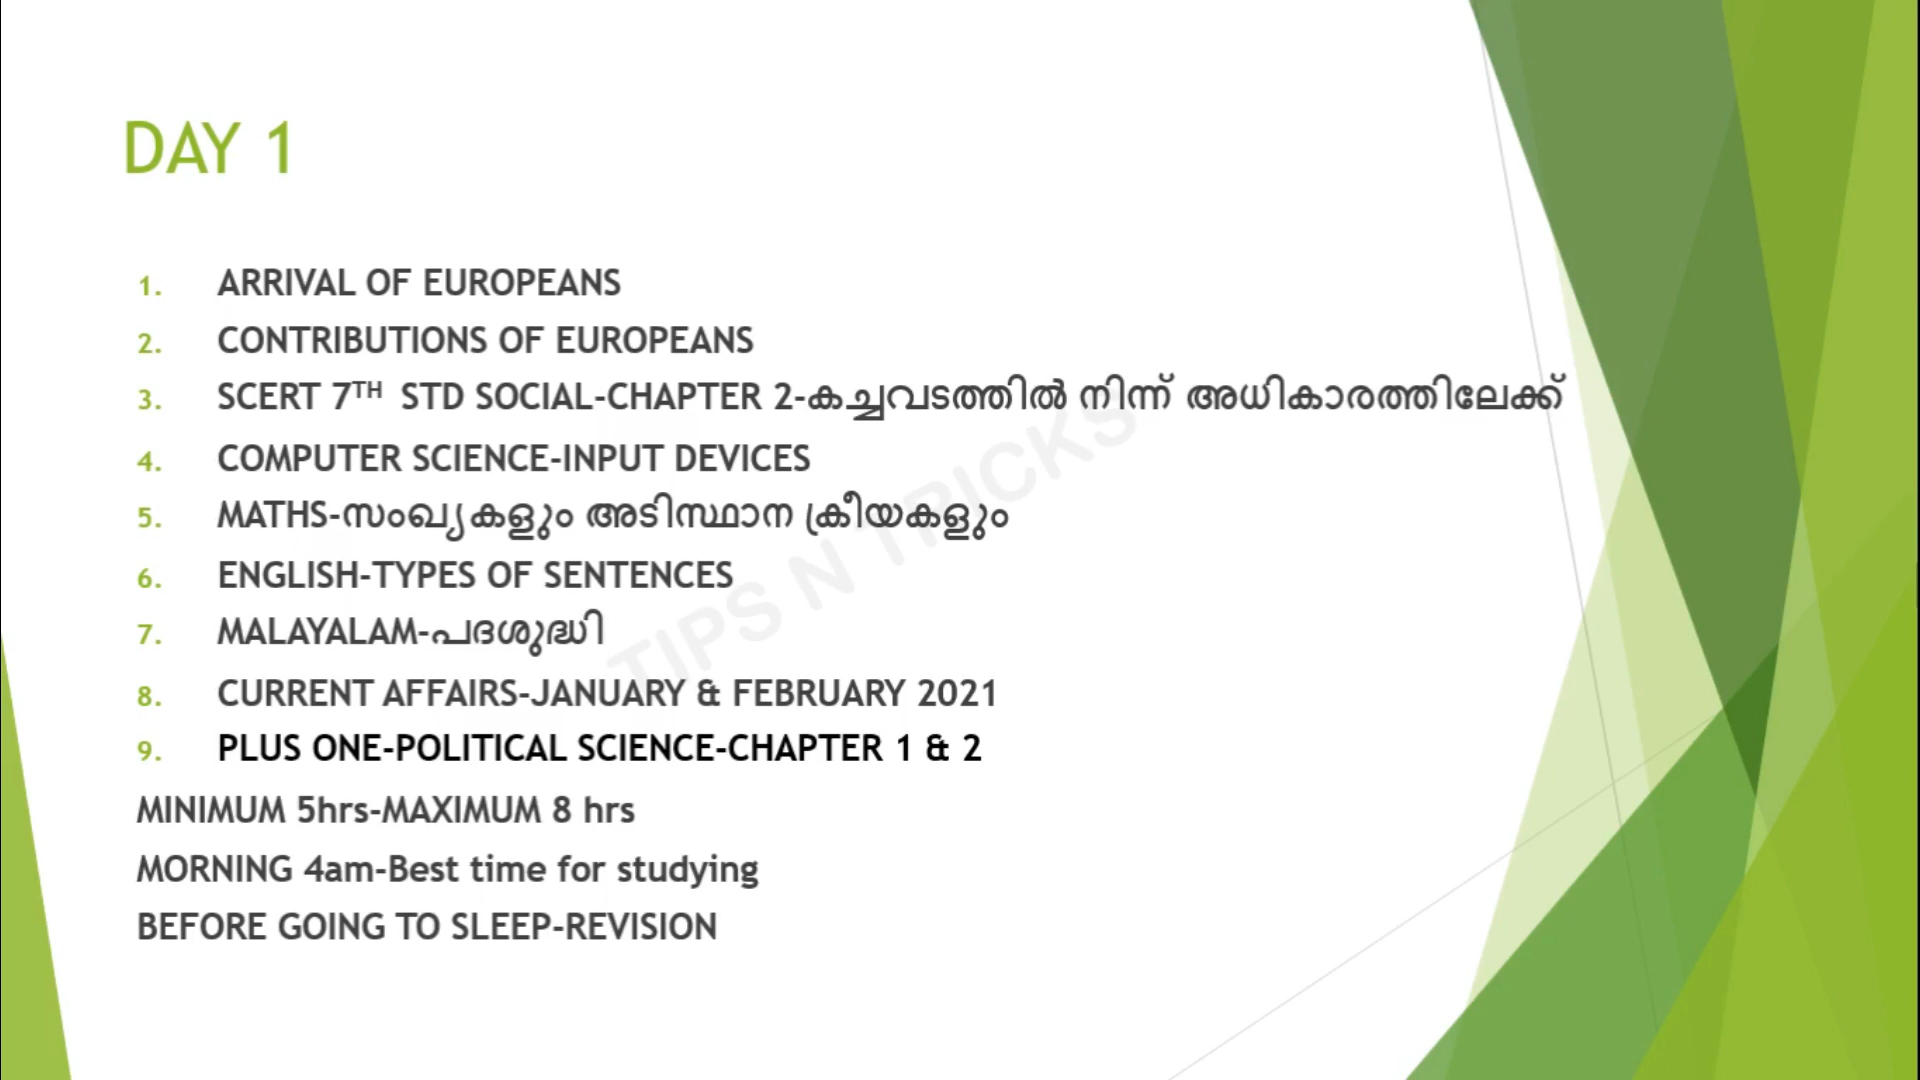 DAY 1
1. ARRIVAL OF EUROPEANS
2. CONTRIBUTIONS OF EUROPEANS
3. SCERT 7TH STD SOCIAL-CHAPTER 2-കച്ചവടത്തിൽ നിന്ന് അധികാരത്തിലേക്ക്
4. COMPUTER SCIENCE-INPUT DEVICES
5. MATHS-സംഖ്യകളും അടിസ്ഥാന ക്രീയകളും
6. ENGLISH-TYPES OF SENTENCES
7. MALAYALAM-പദശുദ്ധി
8. CURRENT AFFAIRS-JANUARY & FEBRUARY 2021
9. PLUS ONE-POLITICAL SCIENCE-CHAPTER 1 & 2
MINIMUM 5hrs-MAXIMUM 8 hrs
MORNING 4am-Best time for studying
BEFORE GOING TO SLEEP-REVISION
TIPS N TRICKS